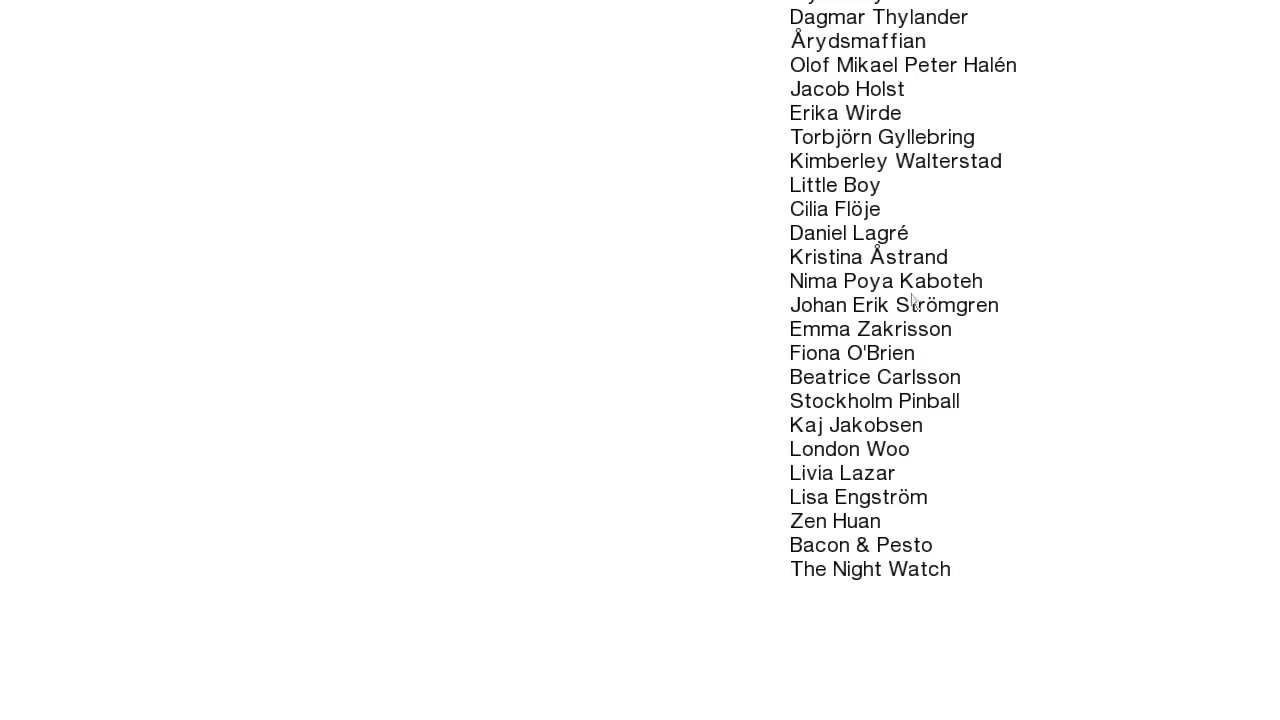 Dagmar Thylander
Årydsmaffian
Olof Mikael Peter Halén
Jacob Holst
Erika Wirde
Torbjörn Gyllebring
Kimberley Walterstad
Little Boy
Cilia Flöje
Daniel Lagré
Kristina Åstrand
Nima Poya Kaboteh
Johan Erik Strömgren
Emma Zakrisson
Fiona O'Brien
Beatrice Carlsson
Stockholm Pinball
Kaj Jakobsen
London Woo
Livia Lazar
Lisa Engström
Zen Huan
Bacon & Pesto
The Night Watch